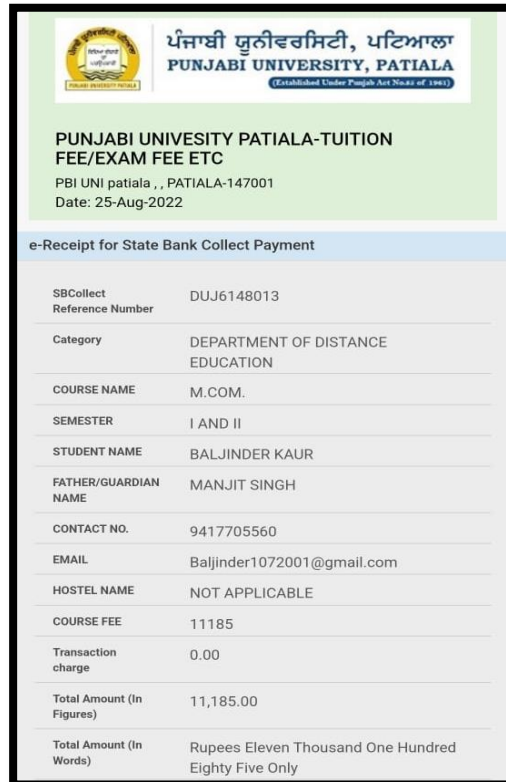 ਪੰਜਾਬੀ ਯੂਨੀਵਰਸਿਟੀ, ਪਟਿਆਲਾ
PUNJABI UNIVERSITY, PATIALA
(Established Under Punjab Act No.35 of 1961)
PUNJABI UNIVERSITY PATIALA
PUNJABI UNIVESITY PATIALA-TUITION
FEE/EXAM FEE ETC
PBI UNI patiala , , PATIALA-147001
Date: 25-Aug-2022
e-Receipt for State Bank Collect Payment
SBCollect
Reference Number
DUJ6148013
Category
DEPARTMENT OF DISTANCE
EDUCATION
COURSE NAME
M.COM.
SEMESTER
I AND II
STUDENT NAME
BALJINDER KAUR
FATHER/GUARDIAN
NAME
MANJIT SINGH
CONTACT NO.
9417705560
EMAIL
Baljinder1072001@gmail.com
HOSTEL NAME
NOT APPLICABLE
COURSE FEE
11185
Transaction
charge
0.00
Total Amount (In
Figures)
11,185.00
Total Amount (In
Words)
Rupees Eleven Thousand One Hundred
Eighty Five Only